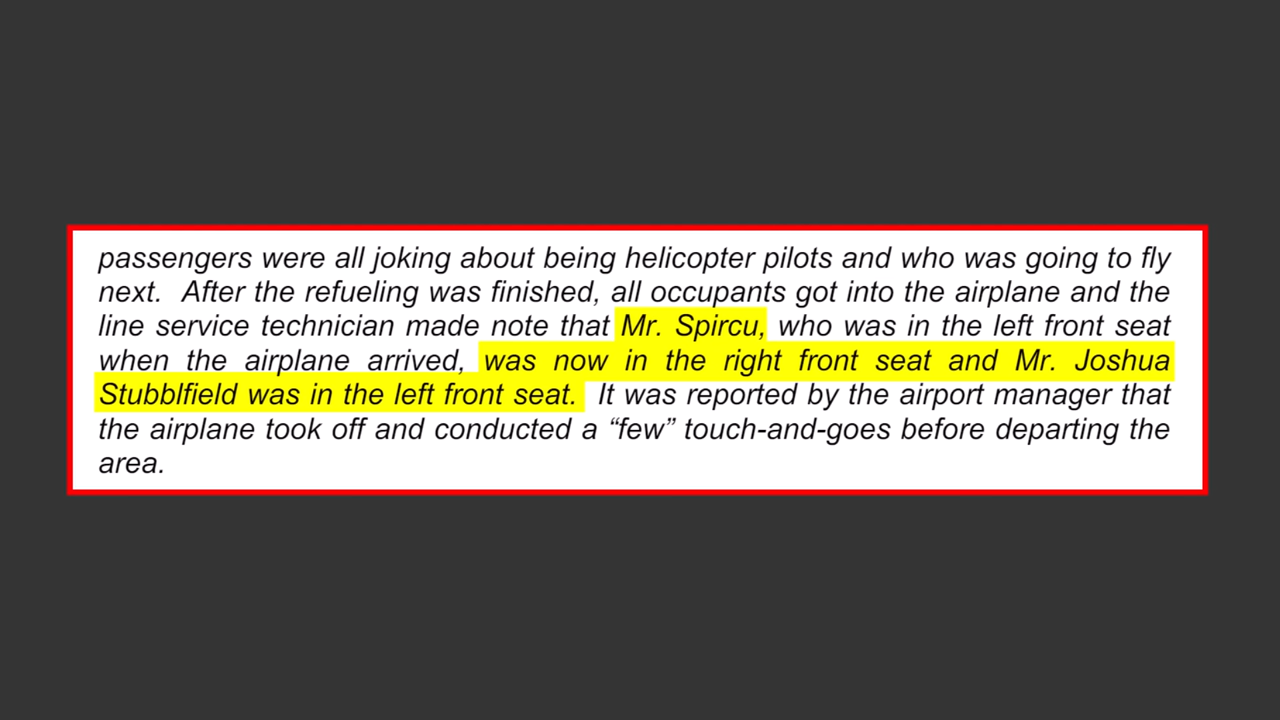 passengers were all joking about being helicopter pilots and who was going to fly
next.  After the refueling was finished, all occupants got into the airplane and the
line service technician made note that Mr. Spircu, who was in the left front seat
when the airplane arrived, was now in the right front seat and Mr. Joshua
Stubblfield was in the left front seat.  It was reported by the airport manager that
the airplane took off and conducted a “few” touch-and-goes before departing the
area.